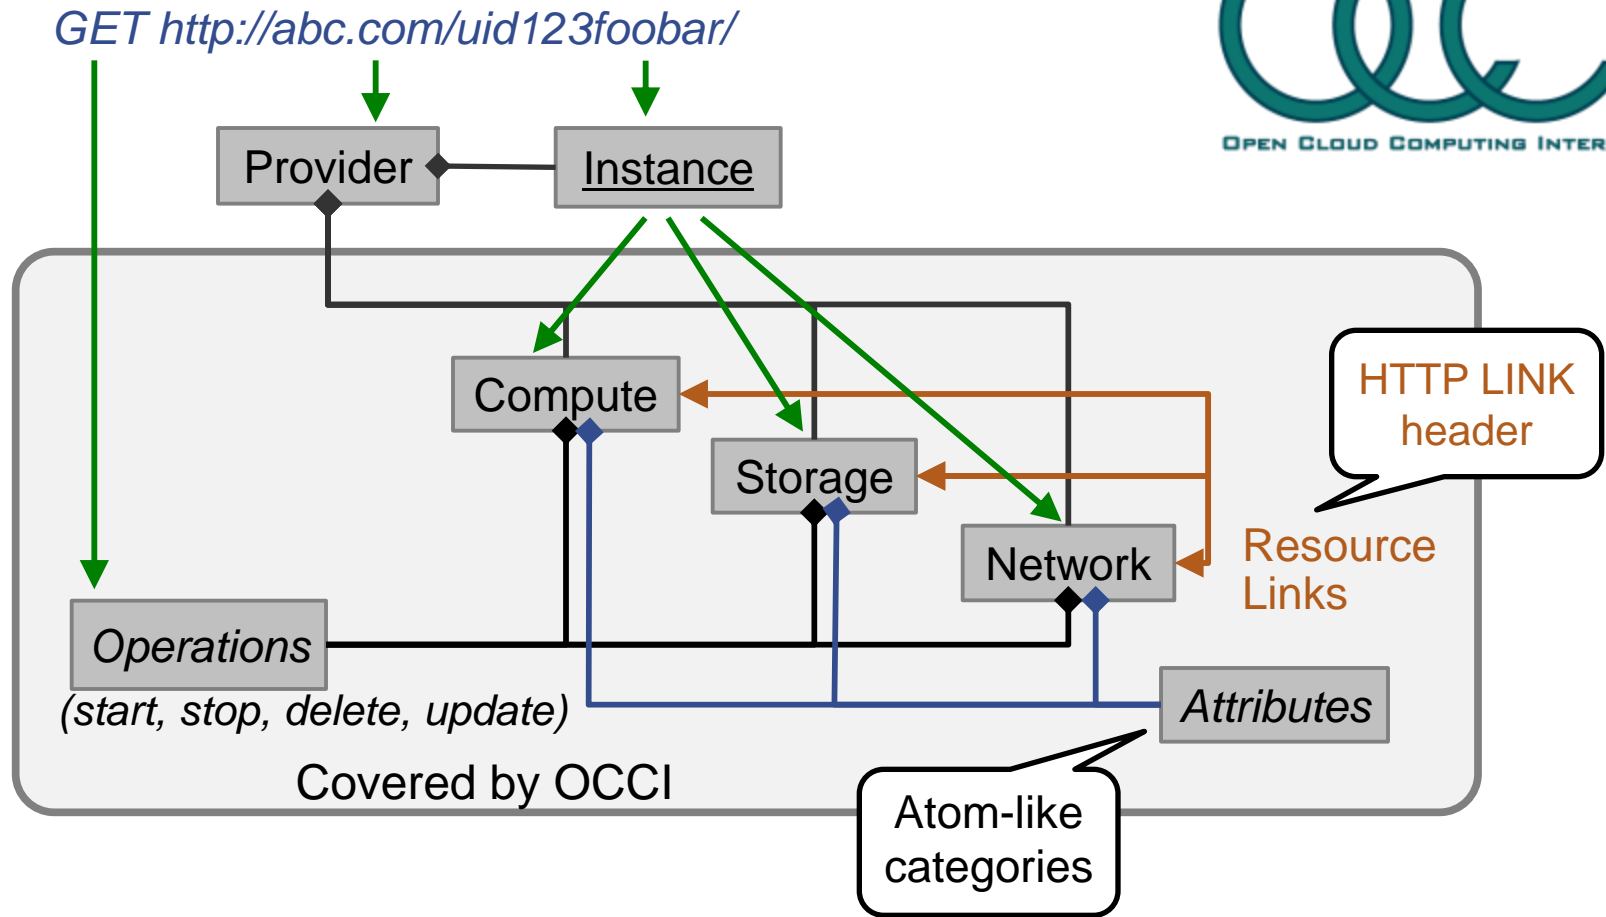 GET http://abc.com/uid123foobar/
OPEN CLOUD COMPUTING INTER
Provider
Instance
Compute
HTTP LINK
header
Storage
Network
Resource
Links
Operations
(start, stop, delete, update)
Attributes
Covered by OCCI
Atom-like
categories